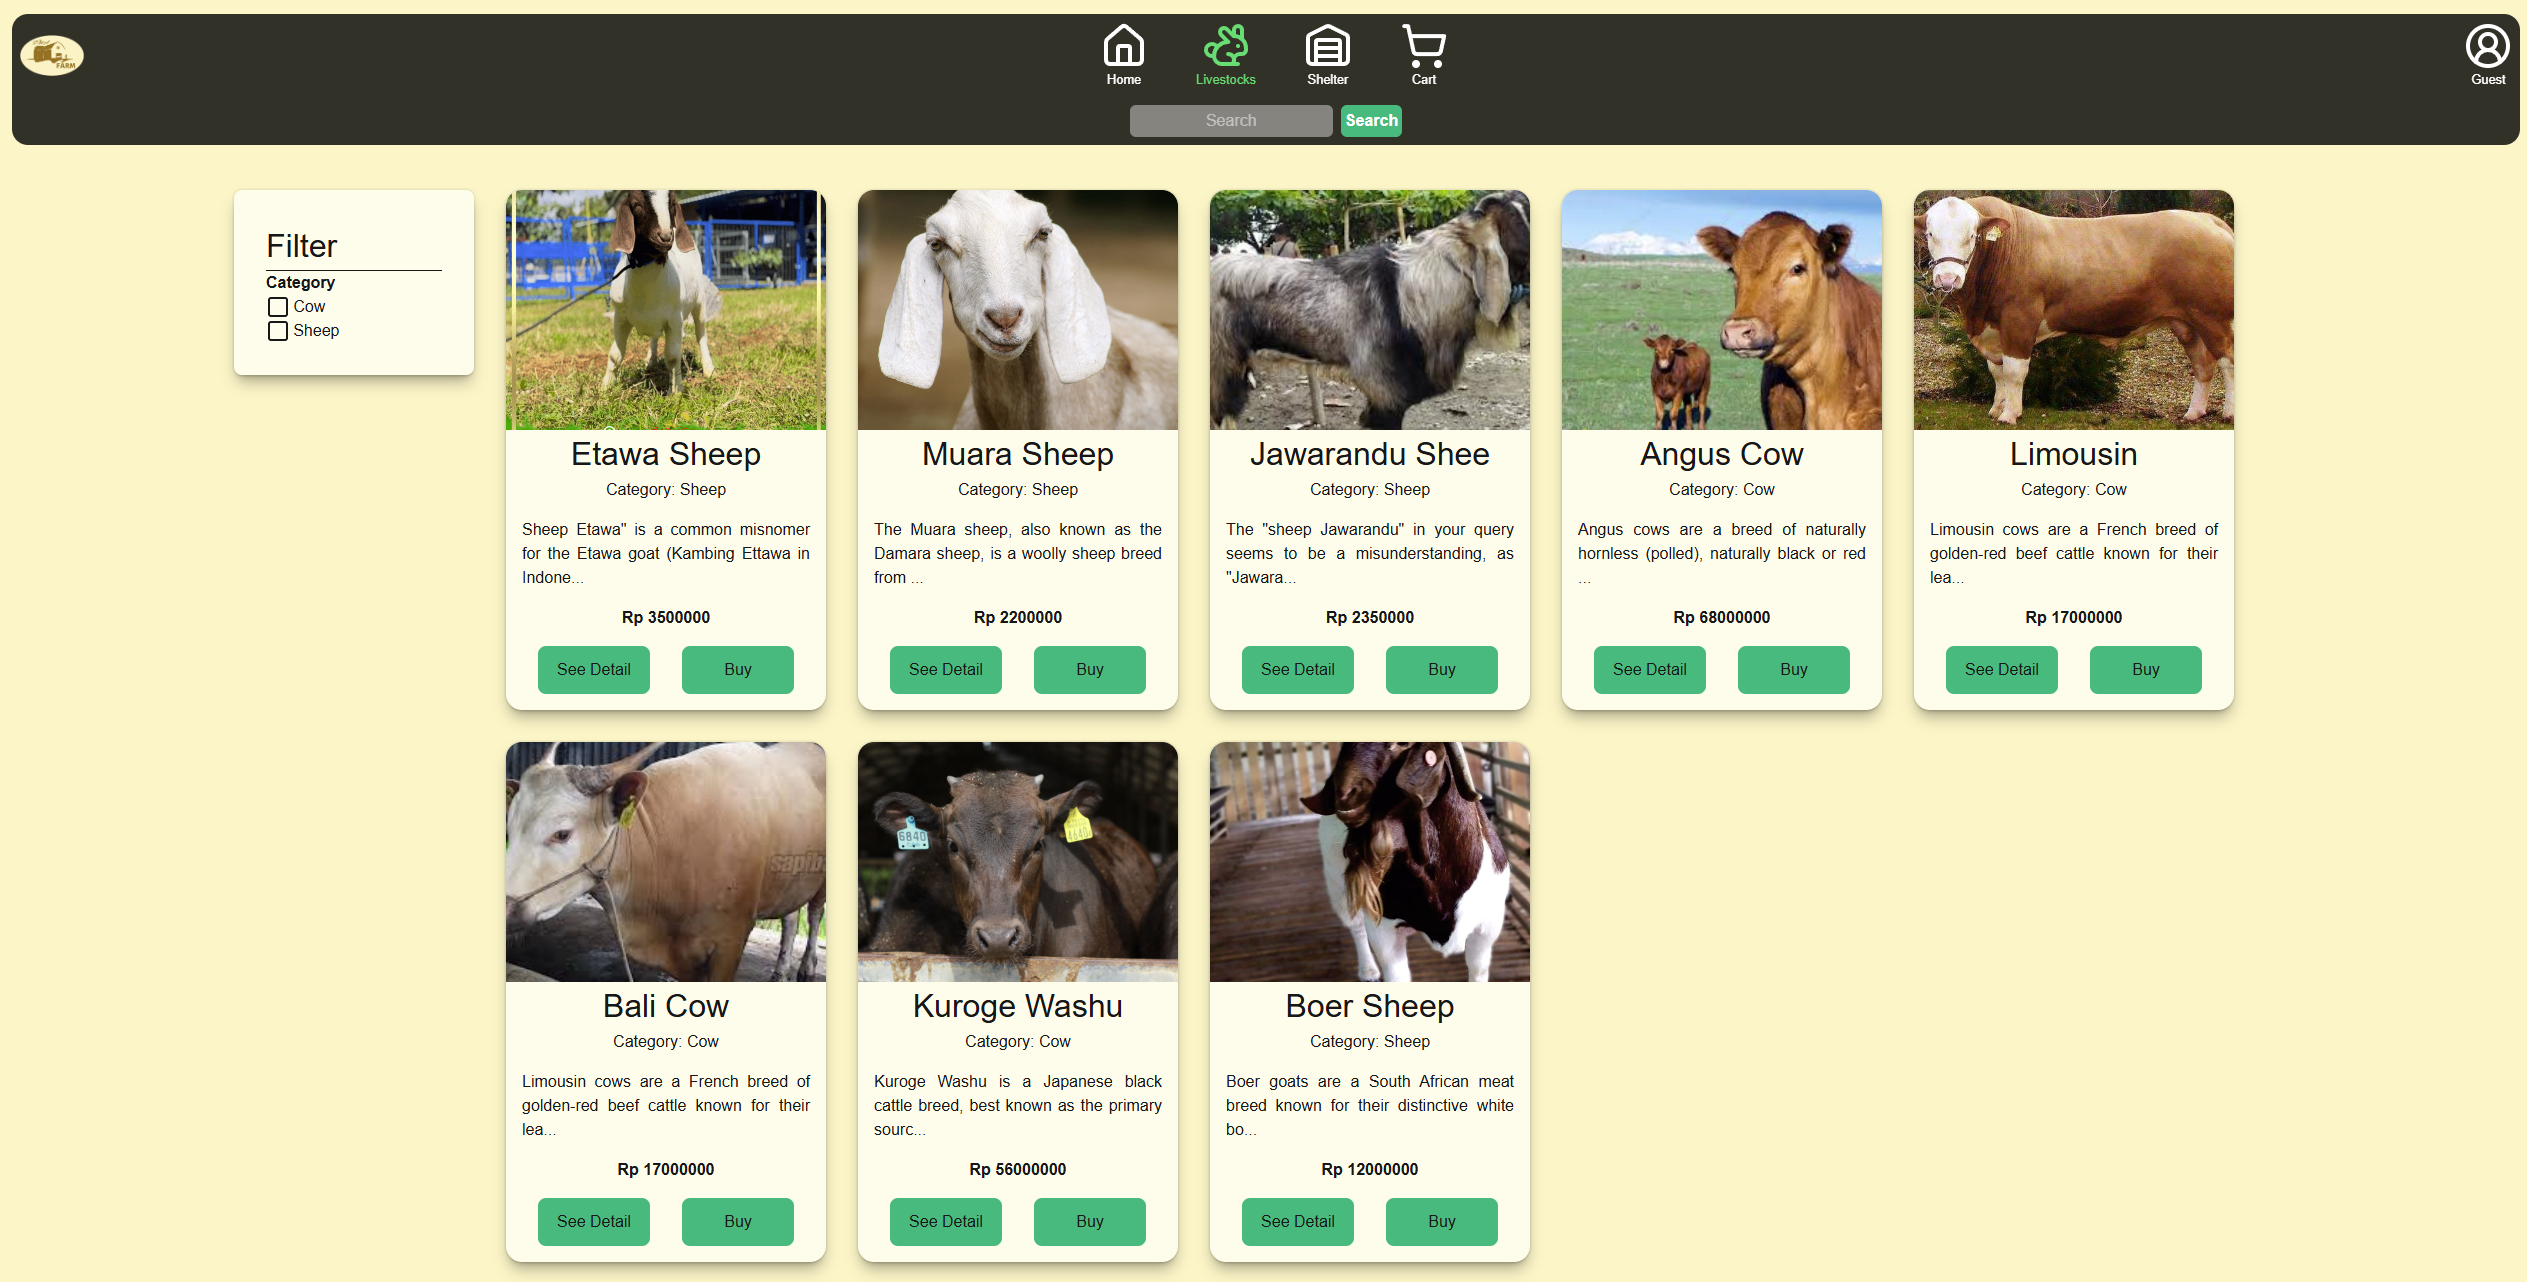 FARM
Home
Livestocks
Shelter
Cart
Guest
Search
Search
Filter
Category
Cow
Sheep
Etawa Sheep
Category: Sheep
Sheep Etawa" is a common misnomer
for the Etawa goat (Kambing Ettawa in
Indone...
Rp 3500000
See Detail
Buy
Muara Sheep
Category: Sheep
The Muara sheep, also known as the
Damara sheep, is a woolly sheep breed
from ...
Rp 2200000
See Detail
Buy
Jawarandu Shee
Category: Sheep
The "sheep Jawarandu" in your query
seems to be a misunderstanding, as
"Jawara...
Rp 2350000
See Detail
Buy
Angus Cow
Category: Cow
Angus cows are a breed of naturally
hornless (polled), naturally black or red
...
Rp 68000000
See Detail
Buy
Limousin
Category: Cow
Limousin cows are a French breed of
golden-red beef cattle known for their
lea...
Rp 17000000
See Detail
Buy
sapiba
Bali Cow
Category: Cow
Limousin cows are a French breed of
golden-red beef cattle known for their
lea...
Rp 17000000
See Detail
Buy
6840
4640
Kuroge Washu
Category: Cow
Kuroge Washu is a Japanese black
cattle breed, best known as the primary
sourc...
Rp 56000000
See Detail
Buy
Boer Sheep
Category: Sheep
Boer goats are a South African meat
breed known for their distinctive white
bo...
Rp 12000000
See Detail
Buy